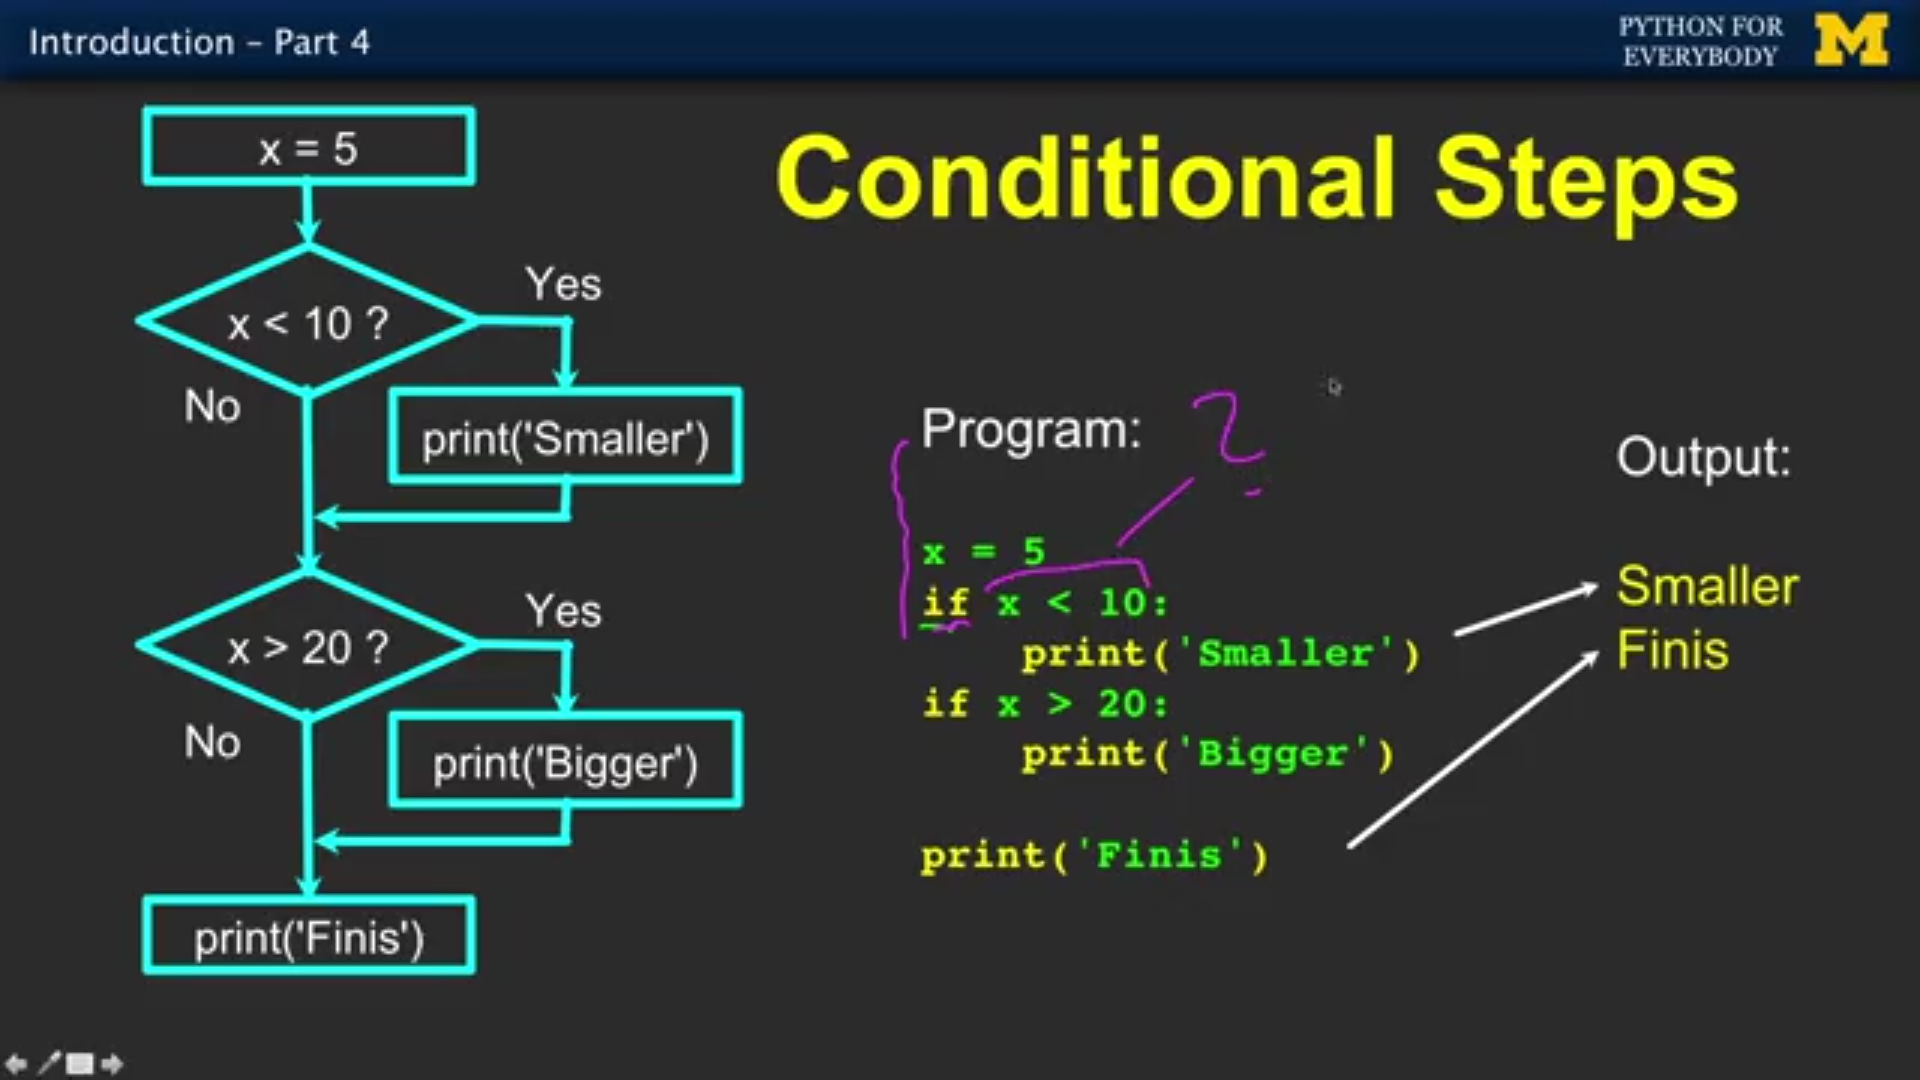 Introduction – Part 4
PYTHON FOR
EVERYBODY
M
Conditional Steps
x = 5
x < 10 ?
Yes
No
print('Smaller')
x > 20 ?
Yes
No
print('Bigger')
print('Finis')
Program:
x = 5
if x < 10:
print('Smaller')
if x > 20:
print('Bigger')
print('Finis')
Output:
Smaller
Finis